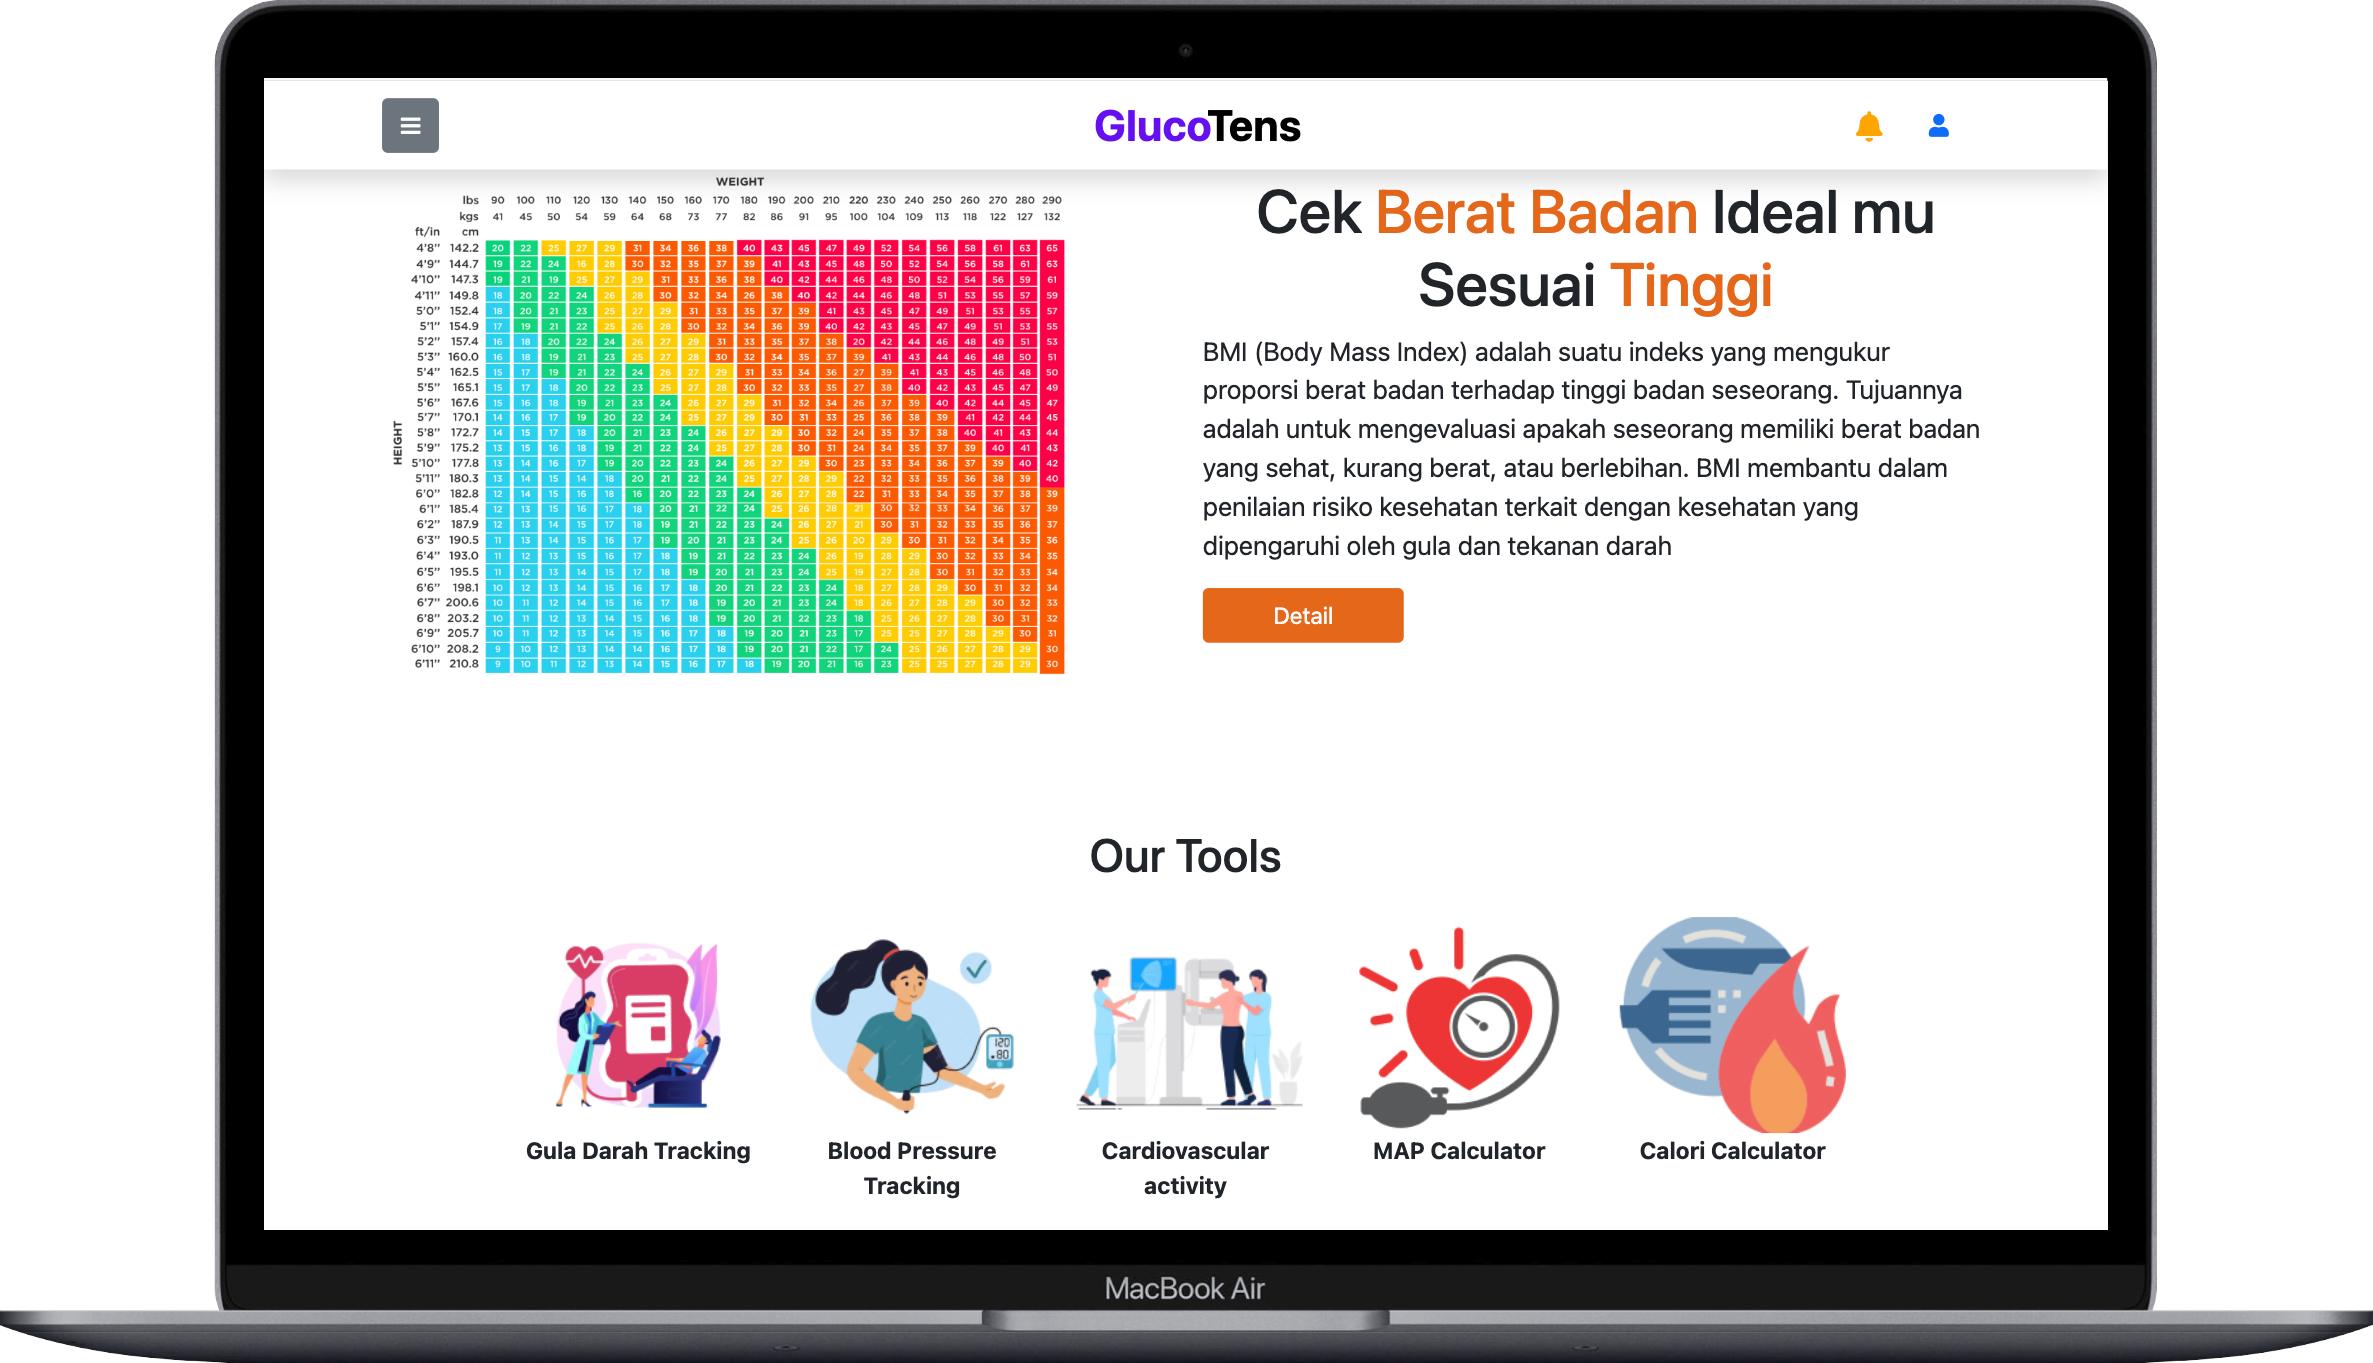 GlucoTens
WEIGHT
lbs 90 100 110 120 130 140 150 160 170 180 190 200 210 220 230 240 250 260 270 280 290
kgs 41 45 50 54 59 64 68 73 77 82 86 91 95 100 104 109 113 118 122 127 132
ft/in cm
HEIGHT
4'8" 142.2 20 22 25 27 29 31 34 36 38 40 43 45 47 49 52 54 56 58 61 63 65
4'9" 144.7 19 22 24 16 28 30 32 35 37 39 41 43 45 48 50 52 54 56 58 61 63
4'10" 147.3 19 21 19 25 27 29 31 33 36 38 40 42 44 46 48 50 52 54 56 59 61
4'11" 149.8 18 20 22 24 26 28 30 32 34 26 38 40 42 44 46 48 51 53 55 57 59
5'0" 152.4 18 20 21 23 25 27 29 31 33 35 37 39 41 43 45 47 49 51 53 55 57
5'1" 154.9 17 19 21 22 25 26 28 30 32 34 36 39 40 42 43 45 47 49 51 53 55
5'2" 157.4 16 18 20 22 24 26 27 29 31 33 35 37 38 20 42 44 46 48 49 51 53
5'3" 160.0 16 18 19 21 23 25 27 28 30 32 34 35 37 39 41 43 44 46 48 50 51
5'4" 162.5 15 17 19 21 22 24 26 27 29 31 33 34 36 27 39 41 43 45 46 48 50
5'5" 165.1 15 17 18 20 22 23 25 27 28 30 32 33 35 27 38 40 42 43 45 47 49
5'6" 167.6 15 16 18 19 21 23 24 26 27 29 31 32 34 26 37 39 40 42 44 45 47
5'7" 170.1 14 16 17 19 20 22 24 25 27 29 30 31 33 25 36 38 39 41 42 44 45
5'8" 172.7 14 15 17 18 20 21 23 24 26 27 29 30 32 24 35 37 38 40 41 43 44
5'9" 175.2 13 15 16 18 19 21 22 24 25 27 28 30 31 24 34 35 37 39 40 41 43
5'10" 177.8 13 14 16 17 19 20 22 23 24 26 27 29 30 23 33 34 36 37 39 40 42
5'11" 180.3 13 14 15 14 18 20 21 22 24 25 27 28 29 22 32 33 35 36 38 39 40
6'0" 182.8 12 14 15 16 18 16 20 22 23 24 26 27 28 22 31 33 34 35 37 38 39
6'1" 185.4 12 13 15 16 17 18 20 21 22 24 25 26 28 21 30 32 33 34 36 37 39
6'2" 187.9 12 13 14 15 17 18 19 21 22 23 24 26 27 21 30 31 32 33 35 36 37
6'3" 190.5 11 13 14 15 16 17 19 20 21 23 24 25 26 20 29 30 31 32 34 35 36
6'4" 193.0 11 12 13 15 16 17 18 19 21 22 23 24 26 19 28 29 30 32 33 34 35
6'5" 195.5 11 12 13 14 15 17 18 19 20 21 23 24 25 19 27 28 30 31 32 33 34
6'6" 198.1 10 12 13 14 15 16 17 18 20 21 22 23 24 18 27 28 29 30 31 32 34
6'7" 200.6 10 11 12 14 15 16 17 18 19 20 21 23 24 18 26 27 28 29 30 32 33
6'8" 203.2 10 11 12 13 14 15 16 18 19 20 21 22 23 18 25 26 27 28 30 31 32
6'9" 205.7 10 11 12 13 14 15 16 17 18 19 20 21 23 17 25 25 27 28 29 30 31
6'10" 208.2 9 10 12 13 14 14 16 17 18 19 20 21 22 17 24 25 26 27 28 29 30
6'11" 210.8 9 10 11 12 13 14 15 16 17 18 19 20 21 16 23 25 25 27 28 29 30
Cek Berat Badan Ideal mu
Sesuai Tinggi
BMI (Body Mass Index) adalah suatu indeks yang mengukur
proporsi berat badan terhadap tinggi badan seseorang. Tujuannya
adalah untuk mengevaluasi apakah seseorang memiliki berat badan
yang sehat, kurang berat, atau berlebihan. BMI membantu dalam
penilaian risiko kesehatan terkait dengan kesehatan yang
dipengaruhi oleh gula dan tekanan darah
Detail
Our Tools
120
80
Gula Darah Tracking
Blood Pressure
Tracking
Cardiovascular
activity
MAP Calculator
Calori Calculator
MacBook Air